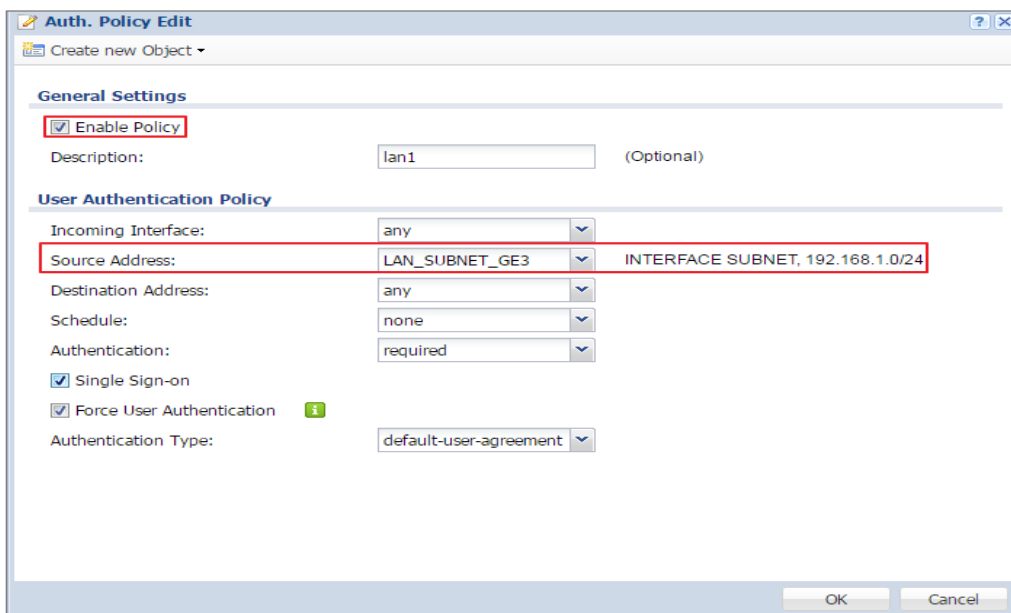 Auth. Policy Edit
Create new Object
General Settings
Enable Policy
Description: lan1 (Optional)
User Authentication Policy
Incoming Interface: any
Source Address: LAN_SUBNET_GE3 INTERFACE SUBNET, 192.168.1.0/24
Destination Address: any
Schedule: none
Authentication: required
Single Sign-on
Force User Authentication i
Authentication Type: default-user-agreement
OK Cancel